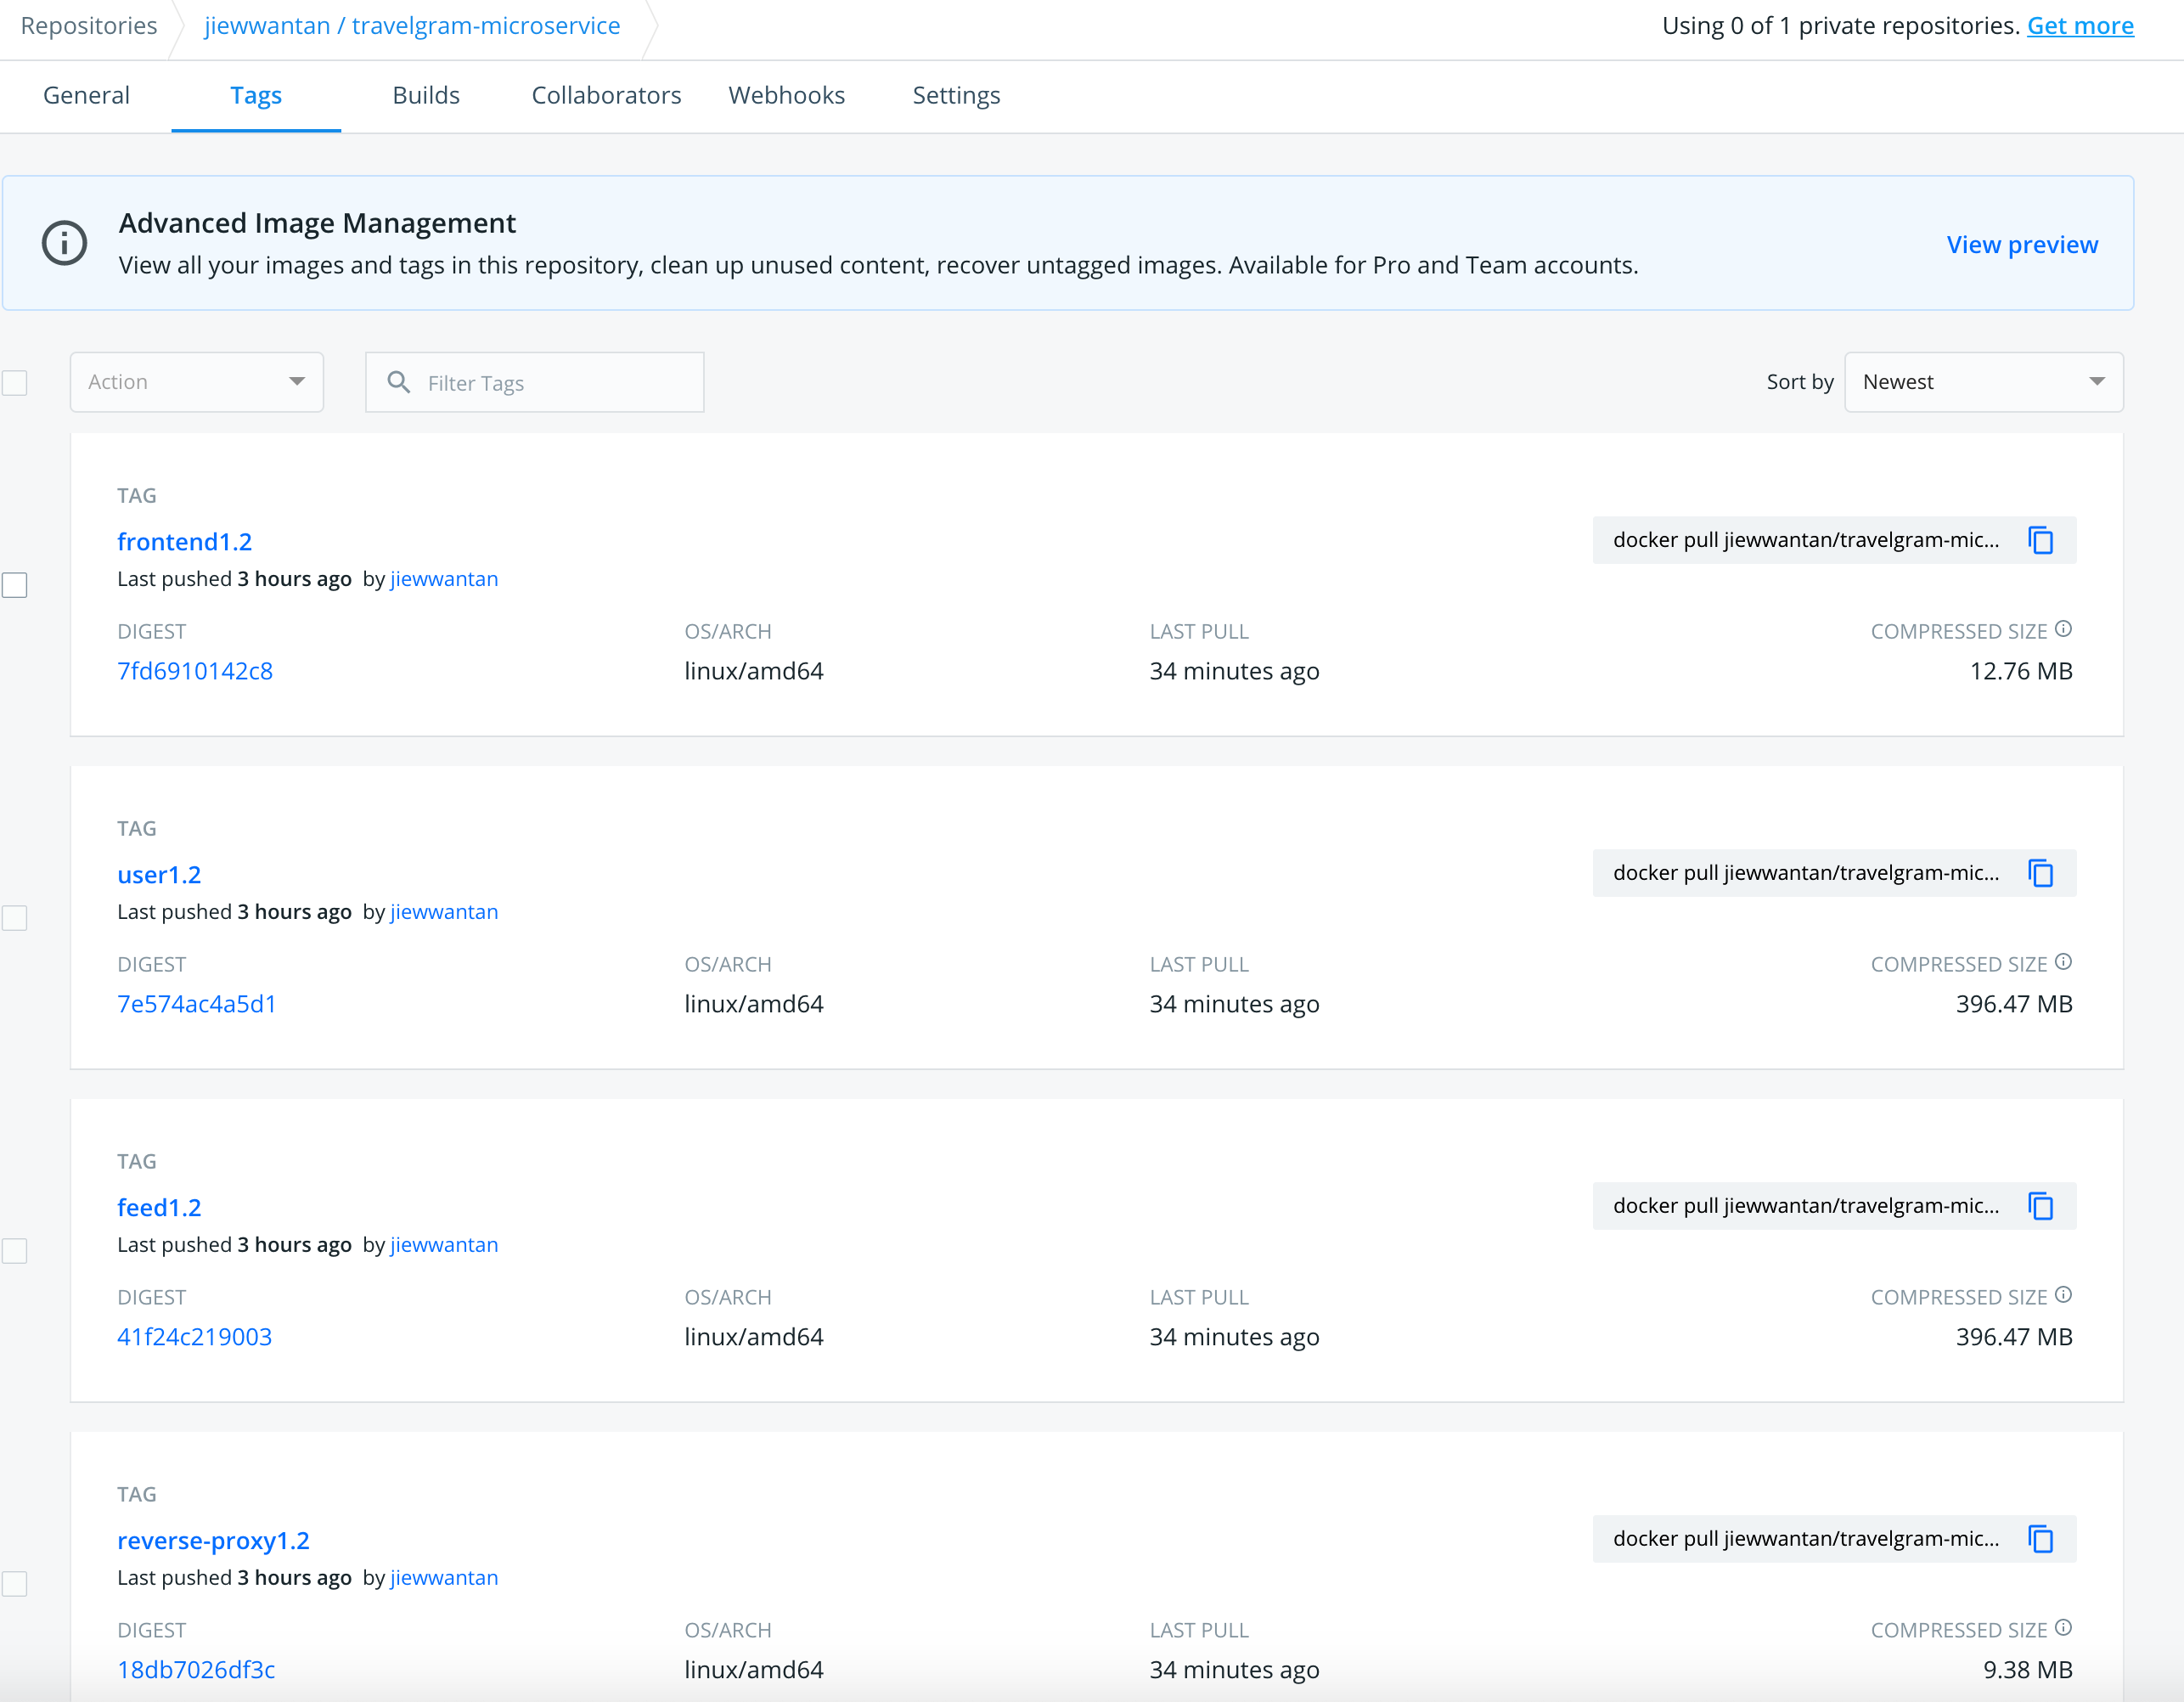 Repositories jiewwantan / travelgram-microservice Using 0 of 1 private repositories. Get more
General Tags Builds Collaborators Webhooks Settings
Advanced Image Management
View all your images and tags in this repository, clean up unused content, recover untagged images. Available for Pro and Team accounts.
View preview
Action Filter Tags Sort by Newest
TAG
frontend1.2
docker pull jiewwantan/travelgram-mic...
Last pushed 3 hours ago by jiewwantan
DIGEST OS/ARCH LAST PULL COMPRESSED SIZE
7fd6910142c8 linux/amd64 34 minutes ago 12.76 MB
TAG
user1.2
docker pull jiewwantan/travelgram-mic...
Last pushed 3 hours ago by jiewwantan
DIGEST OS/ARCH LAST PULL COMPRESSED SIZE
7e574ac4a5d1 linux/amd64 34 minutes ago 396.47 MB
TAG
feed1.2
docker pull jiewwantan/travelgram-mic...
Last pushed 3 hours ago by jiewwantan
DIGEST OS/ARCH LAST PULL COMPRESSED SIZE
41f24c219003 linux/amd64 34 minutes ago 396.47 MB
TAG
reverse-proxy1.2
docker pull jiewwantan/travelgram-mic...
Last pushed 3 hours ago by jiewwantan
DIGEST OS/ARCH LAST PULL COMPRESSED SIZE
18db7026df3c linux/amd64 34 minutes ago 9.38 MB